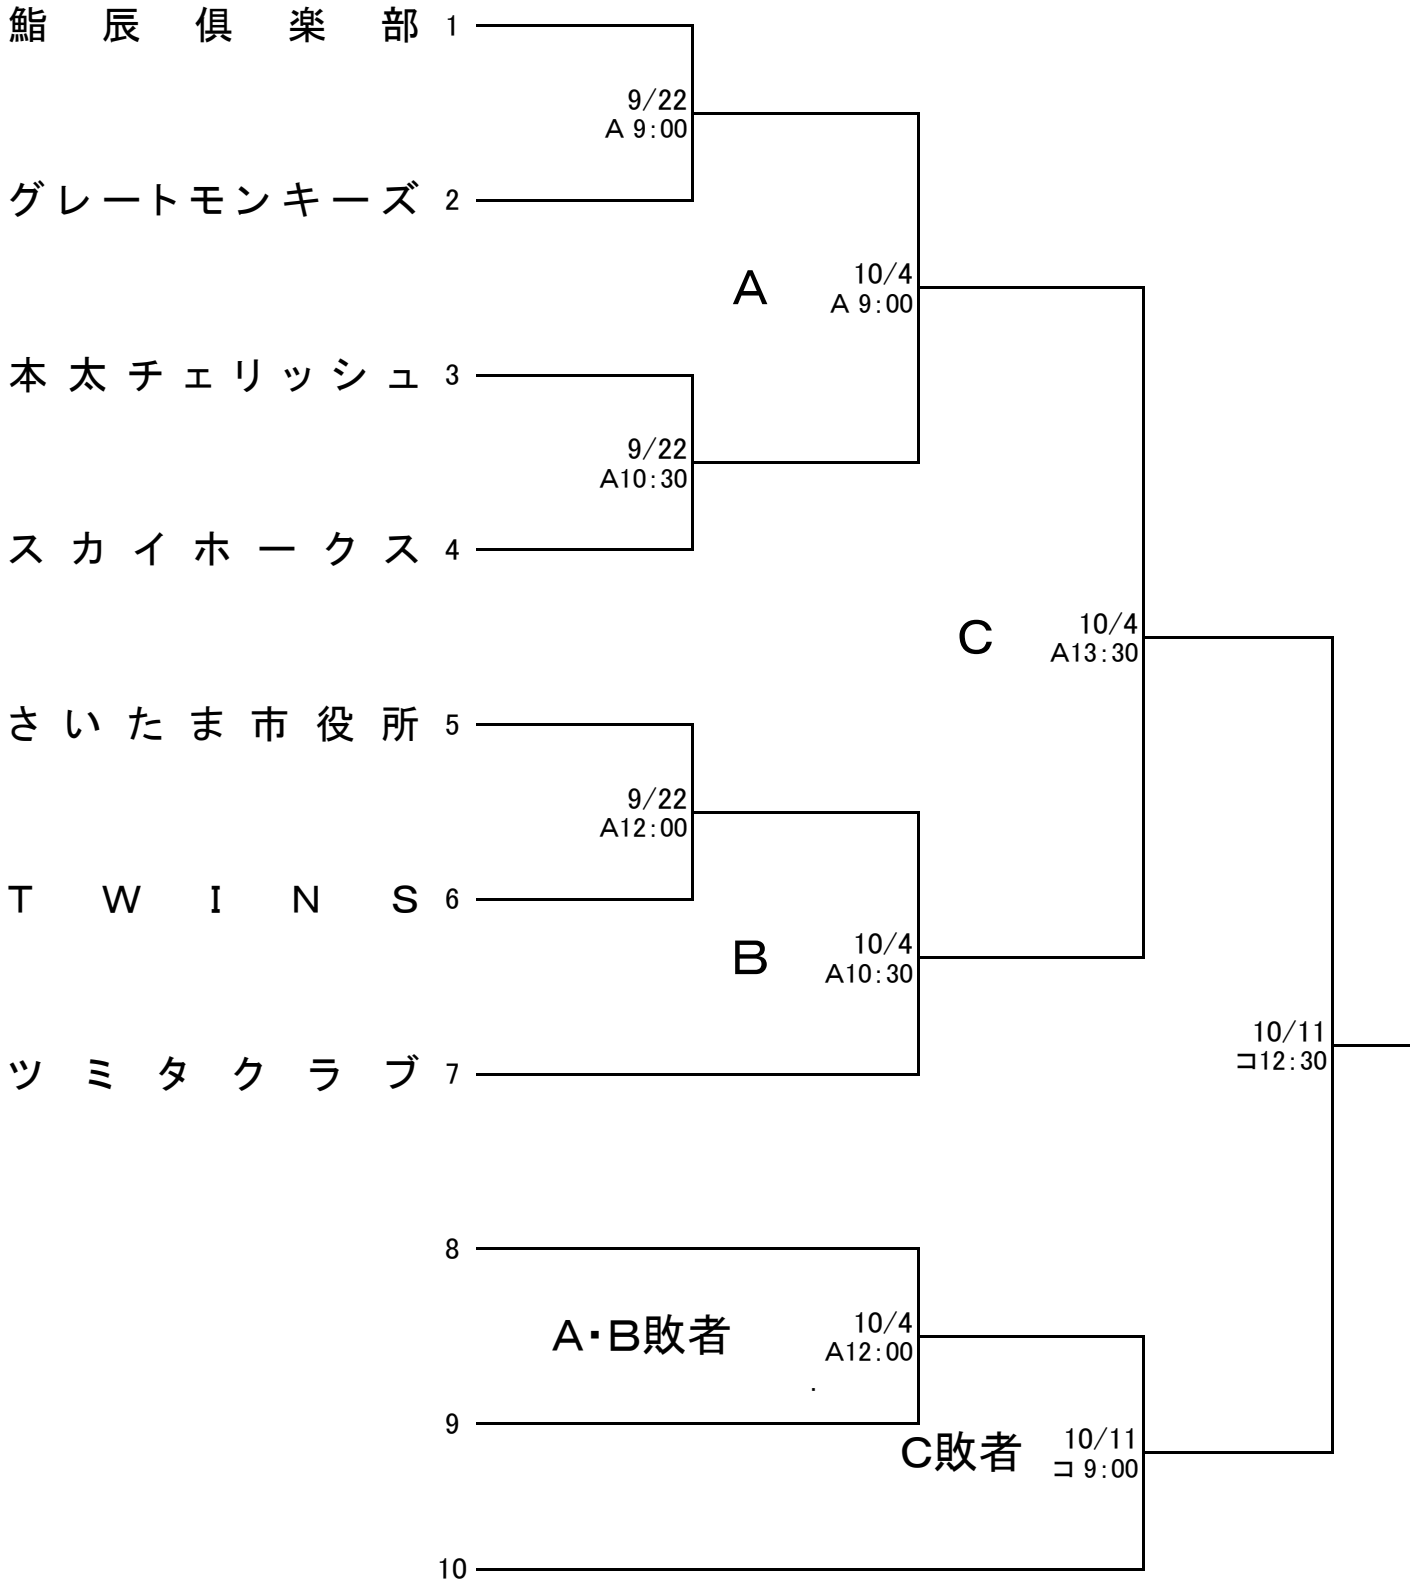 鮨辰俱楽部 1
9/22
A 9:00
グレートモンキーズ 2
A
10/4
A 9:00
本太チェリッシュ 3
9/22
A10:30
スカイホークス 4
C
10/4
A13:30
さいたま市役所 5
9/22
A12:00
TWINS 6
B
10/4
A10:30
10/11
コ12:30
ツミタクラブ 7
8
A・B敗者
10/4
A12:00
.
9
C敗者
10/11
コ 9:00
10